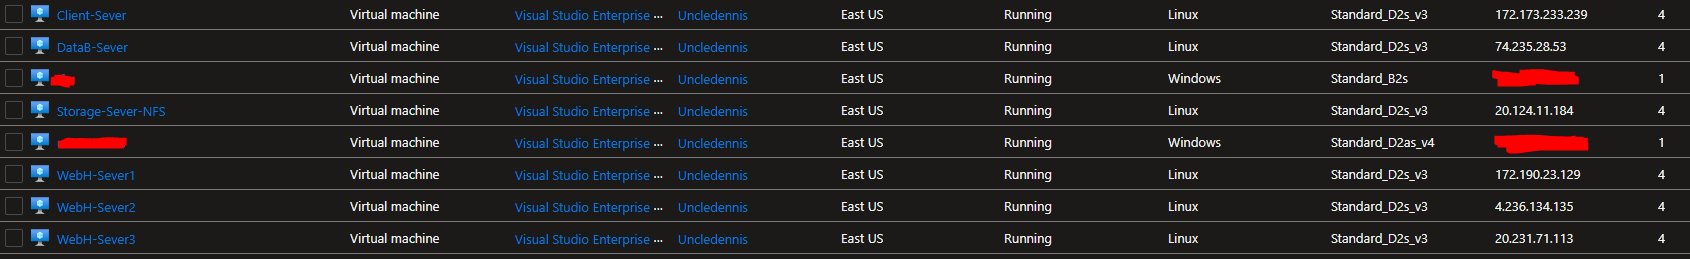 Client-Sever Virtual machine Visual Studio Enterprise ... Uncledennis East US Running Linux Standard_D2s_v3 172.173.233.239 4
DataB-Sever Virtual machine Visual Studio Enterprise ... Uncledennis East US Running Linux Standard_D2s_v3 74.235.28.53 4
Virtual machine Visual Studio Enterprise ... Uncledennis East US Running Windows Standard_B2s 1
Storage-Sever-NFS Virtual machine Visual Studio Enterprise ... Uncledennis East US Running Linux Standard_D2s_v3 20.124.11.184 4
Virtual machine Visual Studio Enterprise ... Uncledennis East US Running Windows Standard_D2as_v4 1
WebH-Sever1 Virtual machine Visual Studio Enterprise ... Uncledennis East US Running Linux Standard_D2s_v3 172.190.23.129 4
WebH-Sever2 Virtual machine Visual Studio Enterprise ... Uncledennis East US Running Linux Standard_D2s_v3 4.236.134.135 4
WebH-Sever3 Virtual machine Visual Studio Enterprise ... Uncledennis East US Running Linux Standard_D2s_v3 20.231.71.113 4